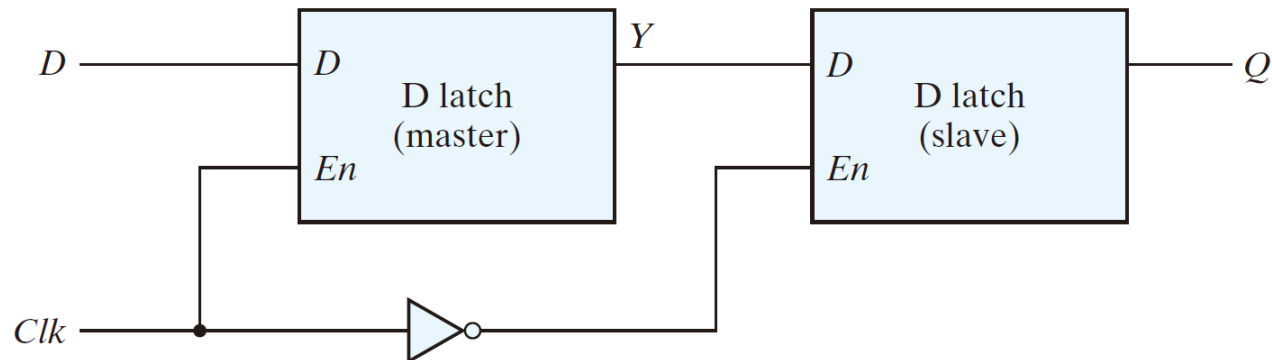 Y
D
D
D
Q
D latch
(master)
D latch
(slave)
En
En
Clk